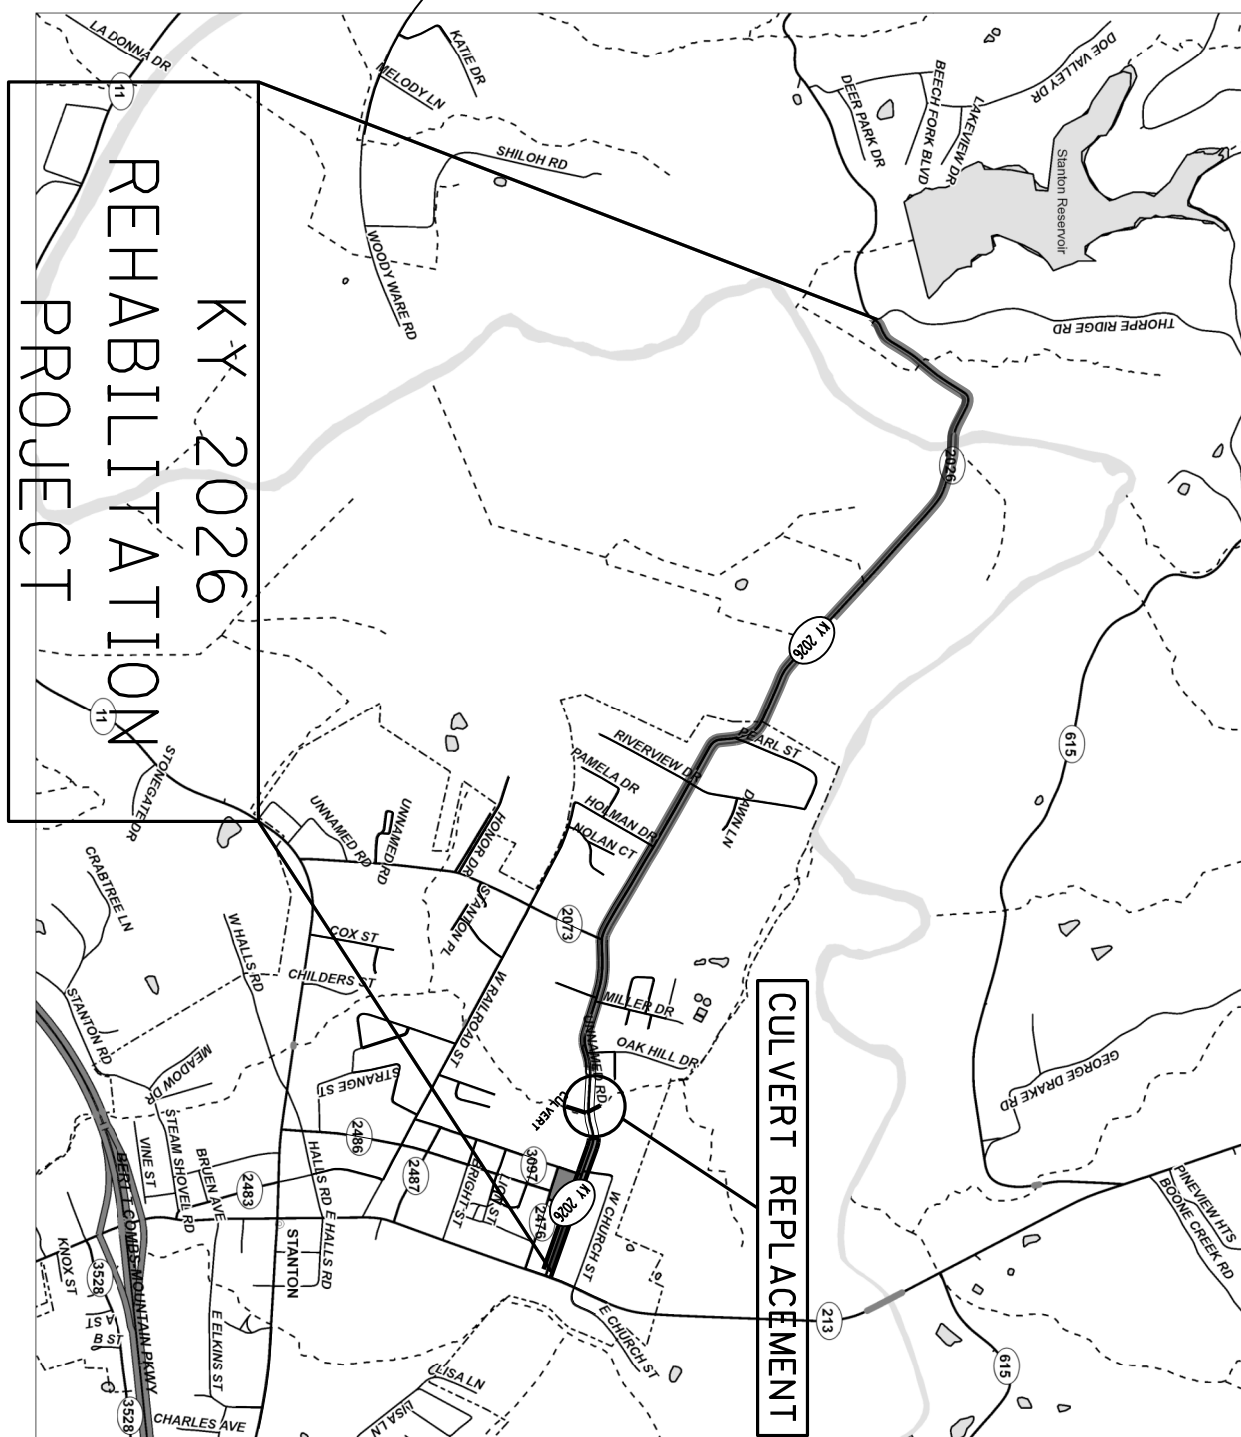 KY 2026
REHABILITATION
PROJECT
CULVERT REPLACEMENT
LA DONNA DR
11
KATIE DR
MELODY LN
SHILOH RD
WOODY WARE RD
DOE VALLEY DR
BEECH FORK BLVD
LAKEVIEW DR
DEER PARK DR
Stanton Reservoir
THORPE RIDGE RD
2026
KY 2026
615
11
STONEGATE DR
PEARL ST
RIVERVIEW DR
PAMELA DR
HOLMAN DR
NOLAN CT
DAWN LN
UNNAMED RD
UNNAMED RD
HONOR DR
STANTON PL
2073
CRABTREE LN
W HALLS RD
COX ST
CHILDERS ST
W RAILROAD ST
MILLER DR
UNNAMED RD
OAK HILL DR
CULVERT
STANTON RD
MEADOW DR
STRANGE ST
GEORGE DRAKE RD
STEAM SHOVEL RD
VINE ST
BRUEN AVE
2483
HALLS RD
E HALLS RD
2486
2487
3097
2476
KY 2026
W CHURCH ST
E CHURCH ST
PINEVIEW HTS
BOONE CREEK RD
BERT T COMBS MOUNTAIN PKWY
KNOX ST
3528
A ST
B ST
STANTON
E ELKINS ST
3528
CHARLES AVE
LISA LN
LISA LN
213
615